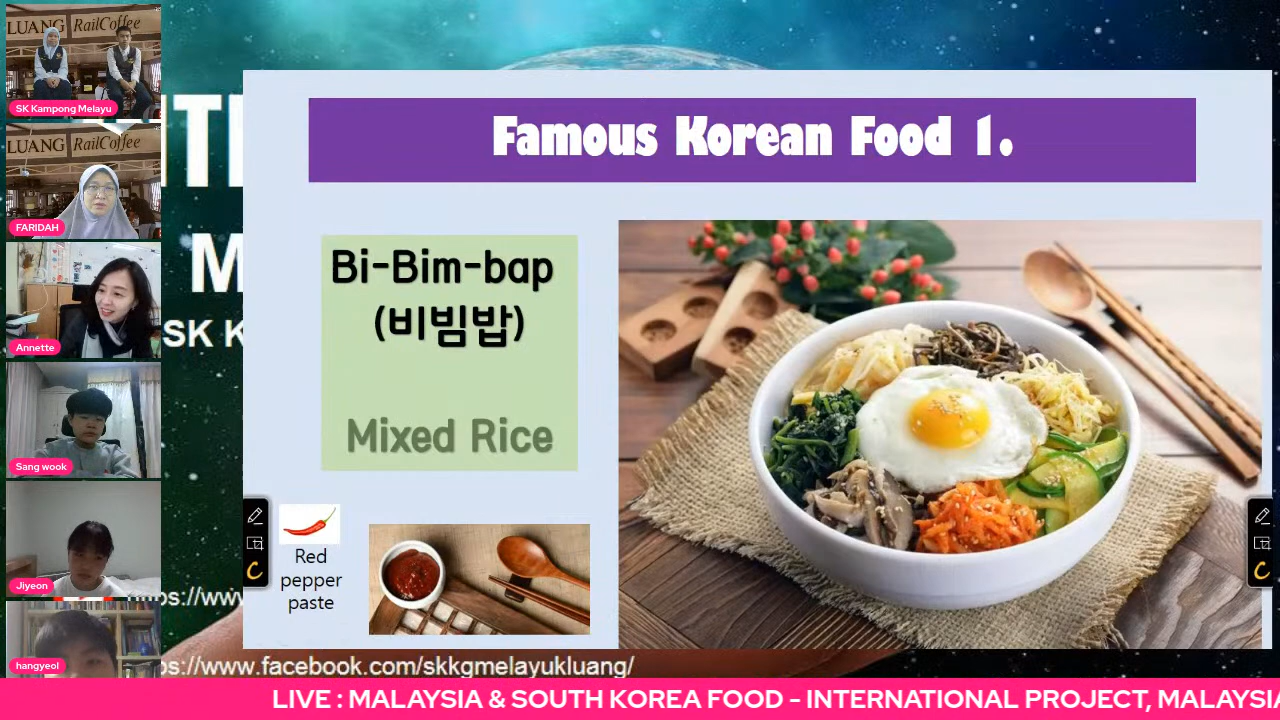 LUANG RailCoffee
SK Kampong Melayu
LUANG RailCoffee
FARIDAH
Annette
Sang wook
Jiyeon
hangyeol
M
SK K
Famous Korean Food 1.
Bi-Bim-bap
(비빔밥)
Mixed Rice
Red
pepper
paste
https://www.facebook.com/skkgmelayukluang/
LIVE : MALAYSIA & SOUTH KOREA FOOD - INTERNATIONAL PROJECT, MALAYSIA